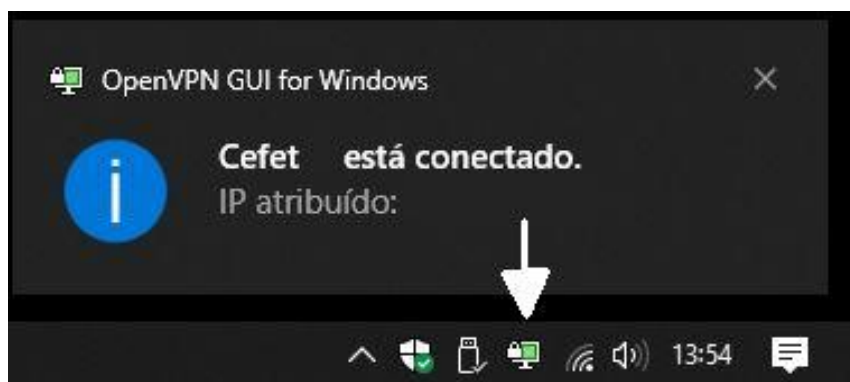 OpenVPN GUI for Windows
Cefet está conectado.
IP atribuído:
13:54